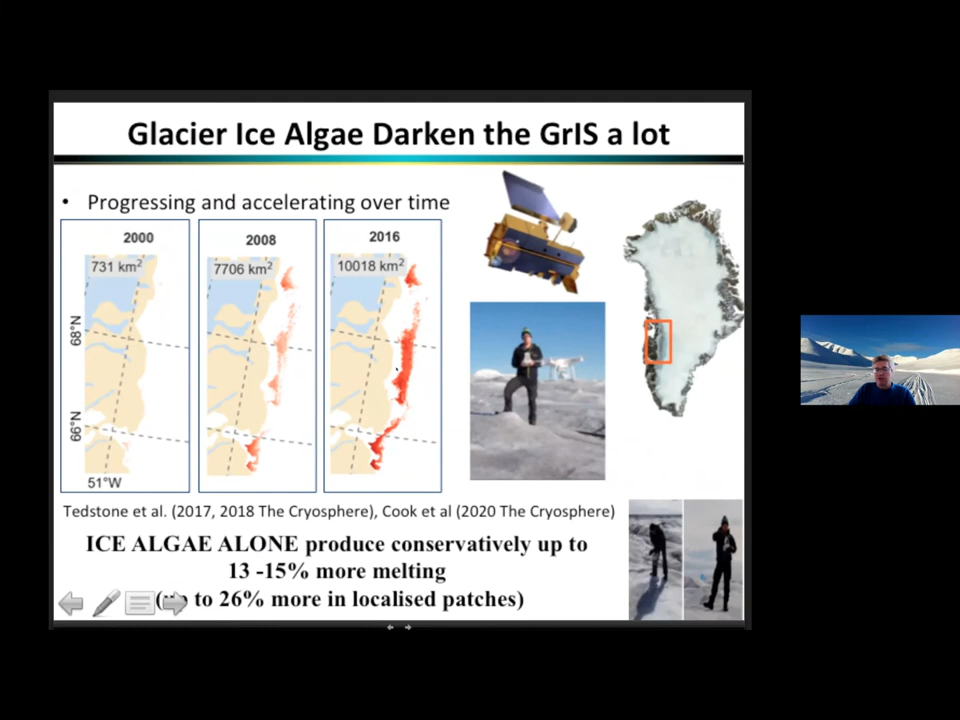 Glacier Ice Algae Darken the GrIS a lot
• Progressing and accelerating over time
2000
731 km²
68°N
66°N
51°W
2008
7706 km²
2016
10018 km²
Tedstone et al. (2017, 2018 The Cryosphere), Cook et al (2020 The Cryosphere)
ICE ALGAE ALONE produce conservatively up to
13 -15% more melting
(up to 26% more in localised patches)